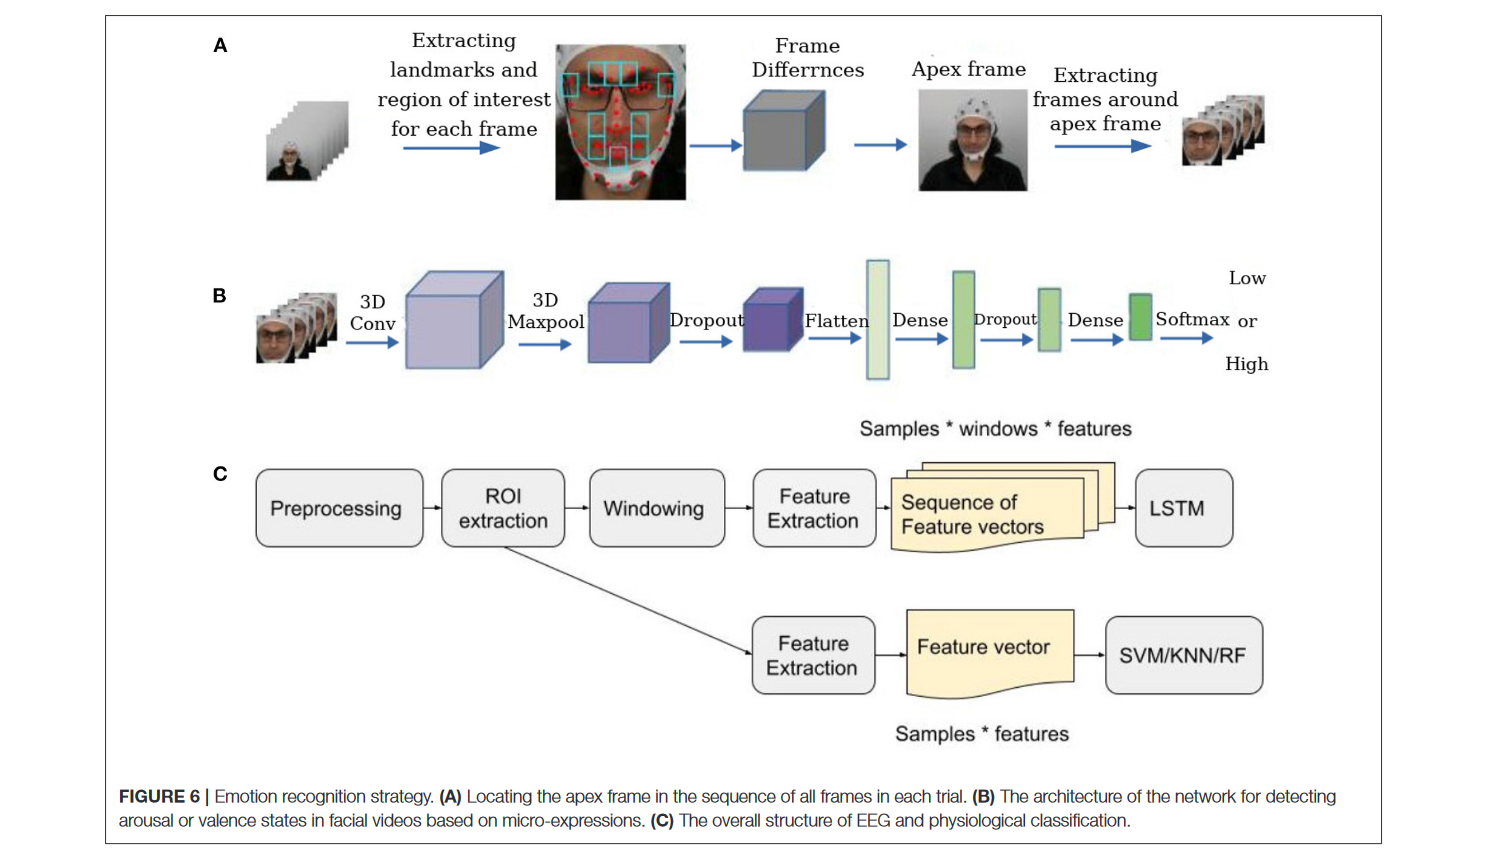 A
Extracting
landmarks and
region of interest
for each frame
Frame
Differrnces
Apex frame
Extracting
frames around
apex frame
B
3D
Conv
3D
Maxpool
Dropout
Flatten
Dense
Dropout
Dense
Softmax
Low
or
High
Samples * windows * features
C
Preprocessing
ROI
extraction
Windowing
Feature
Extraction
Sequence of
Feature vectors
LSTM
Feature
Extraction
Feature vector
SVM/KNN/RF
Samples * features
FIGURE 6 | Emotion recognition strategy. (A) Locating the apex frame in the sequence of all frames in each trial. (B) The architecture of the network for detecting
arousal or valence states in facial videos based on micro-expressions. (C) The overall structure of EEG and physiological classification.